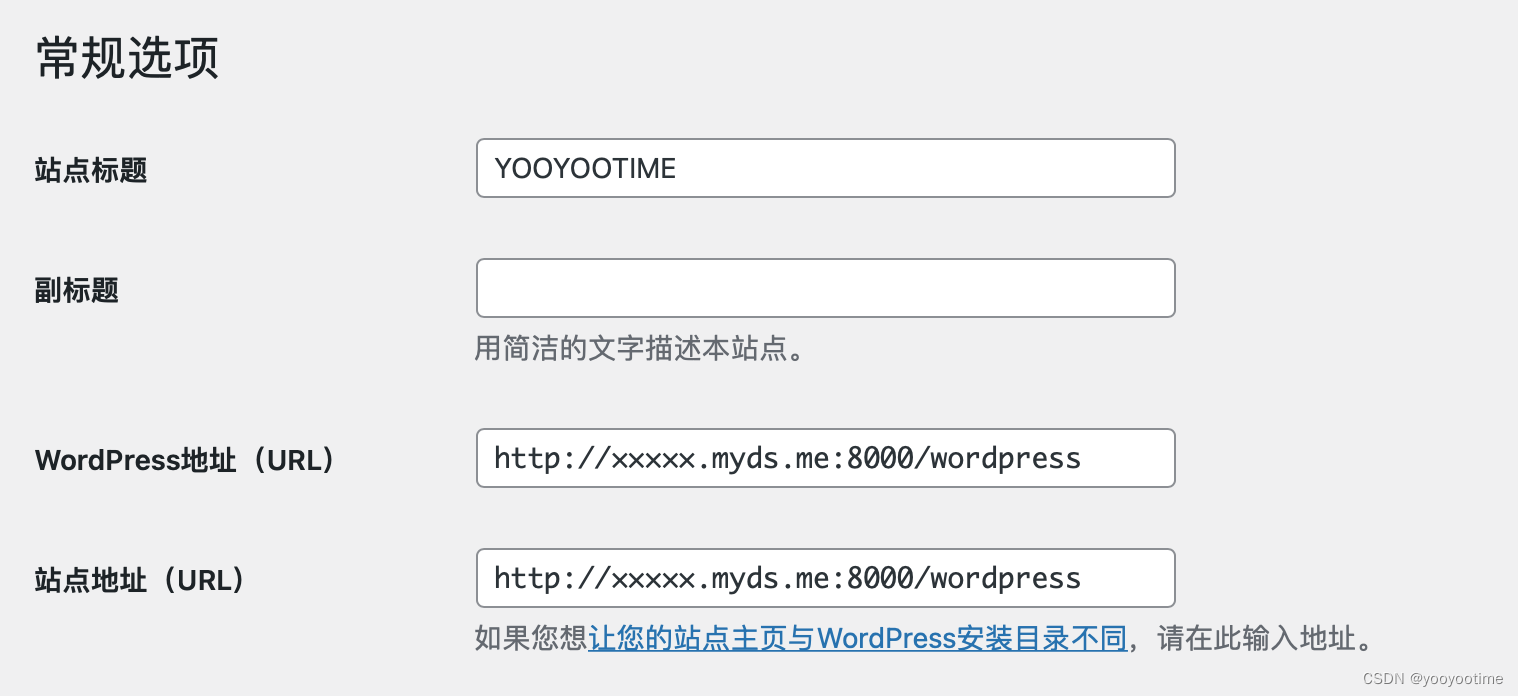 常规选项
站点标题
YOOYOOTIME
副标题
用简洁的文字描述本站点。
WordPress地址（URL）
http://xxxxx.myds.me:8000/wordpress
站点地址（URL）
http://xxxxx.myds.me:8000/wordpress
如果您想让您的站点主页与WordPress安装目录不同，请在此输入地址。
CSDN @yooyootime